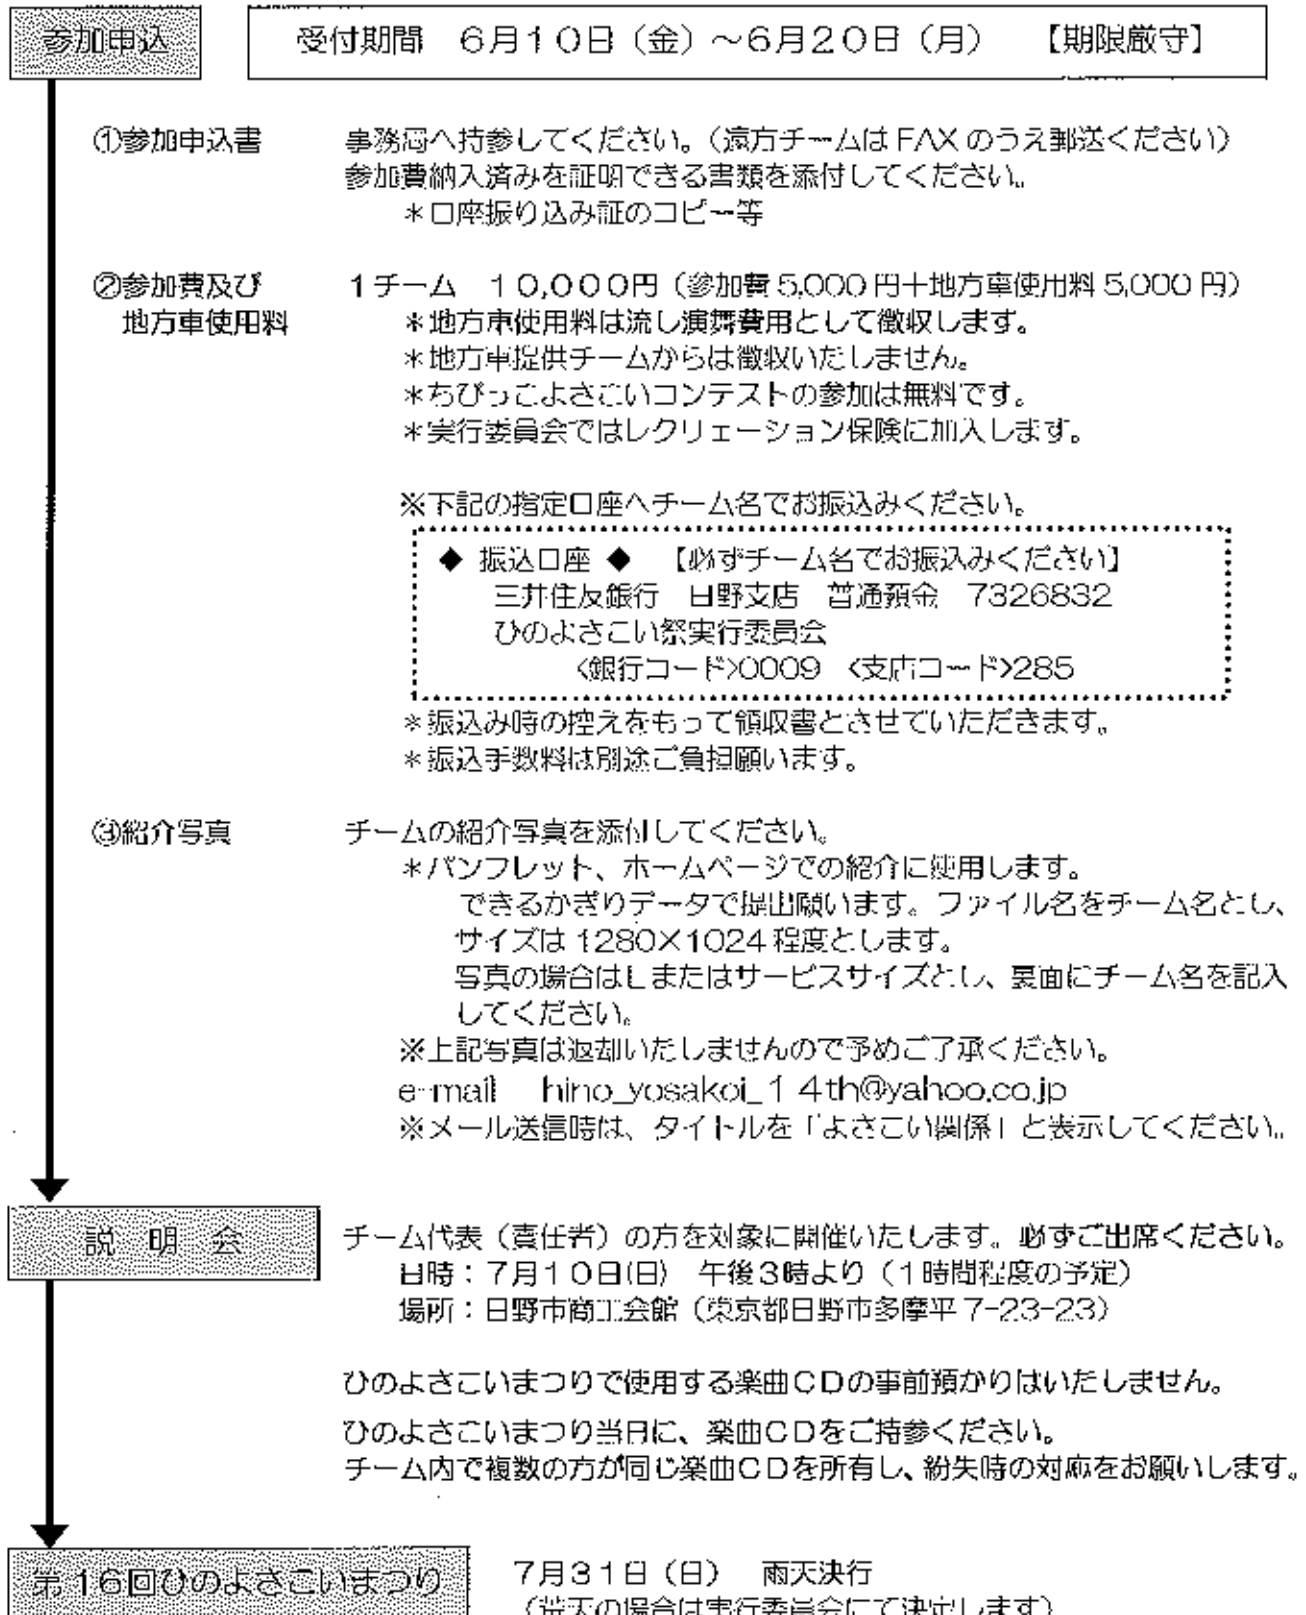 参加申込
受付期間　6月10日（金）～6月20日（月）　【期限厳守】
①参加申込書　事務局へ持参してください。（遠方チームはFAXのうえ郵送ください）
参加費納入済みを証明できる書類を添付してください。
＊口座振り込み証のコピー等
②参加費及び　1チーム　10,000円（参加費5,000円＋地方車使用料5,000円）
地方車使用料　＊地方車使用料は流し演舞費用として徴収します。
＊地方車提供チームからは徴収いたしません。
＊ちびっこよさこいコンテストの参加は無料です。
＊実行委員会ではレクリェーション保険に加入します。
※下記の指定口座へチーム名でお振込みください。
◆ 振込口座 ◆　【必ずチーム名でお振込みください】
三井住友銀行　日野支店　普通預金　7326832
ひのよさこい祭実行委員会
<銀行コード>0009　<支店コード>285
＊振込み時の控えをもって領収書とさせていただきます。
＊振込手数料は別途ご負担願います。
③紹介写真　チームの紹介写真を添付してください。
＊パンフレット、ホームページでの紹介に使用します。
できるかぎりデータで提出願います。ファイル名をチーム名とし、
サイズは1280×1024程度とします。
写真の場合はLまたはサービスサイズとし、裏面にチーム名を記入
してください。
※上記写真は返却いたしませんので予めご了承ください。
e-mail　hino_yosakoi_14th@yahoo.co.jp
※メール送信時は、タイトルを「よさこい関係」と表示してください。
説　明　会　チーム代表（責任者）の方を対象に開催いたします。必ずご出席ください。
日時：7月10日(日)　午後3時より（1時間程度の予定）
場所：日野市商工会館（東京都日野市多摩平7-23-23）
ひのよさこいまつりで使用する楽曲CDの事前預かりはいたしません。
ひのよさこいまつり当日に、楽曲CDをご持参ください。
チーム内で複数の方が同じ楽曲CDを所有し、紛失時の対応をお願いします。
第16回ひのよさこいまつり　7月31日（日）　雨天決行
（荒天の場合は実行委員会にて決定します）